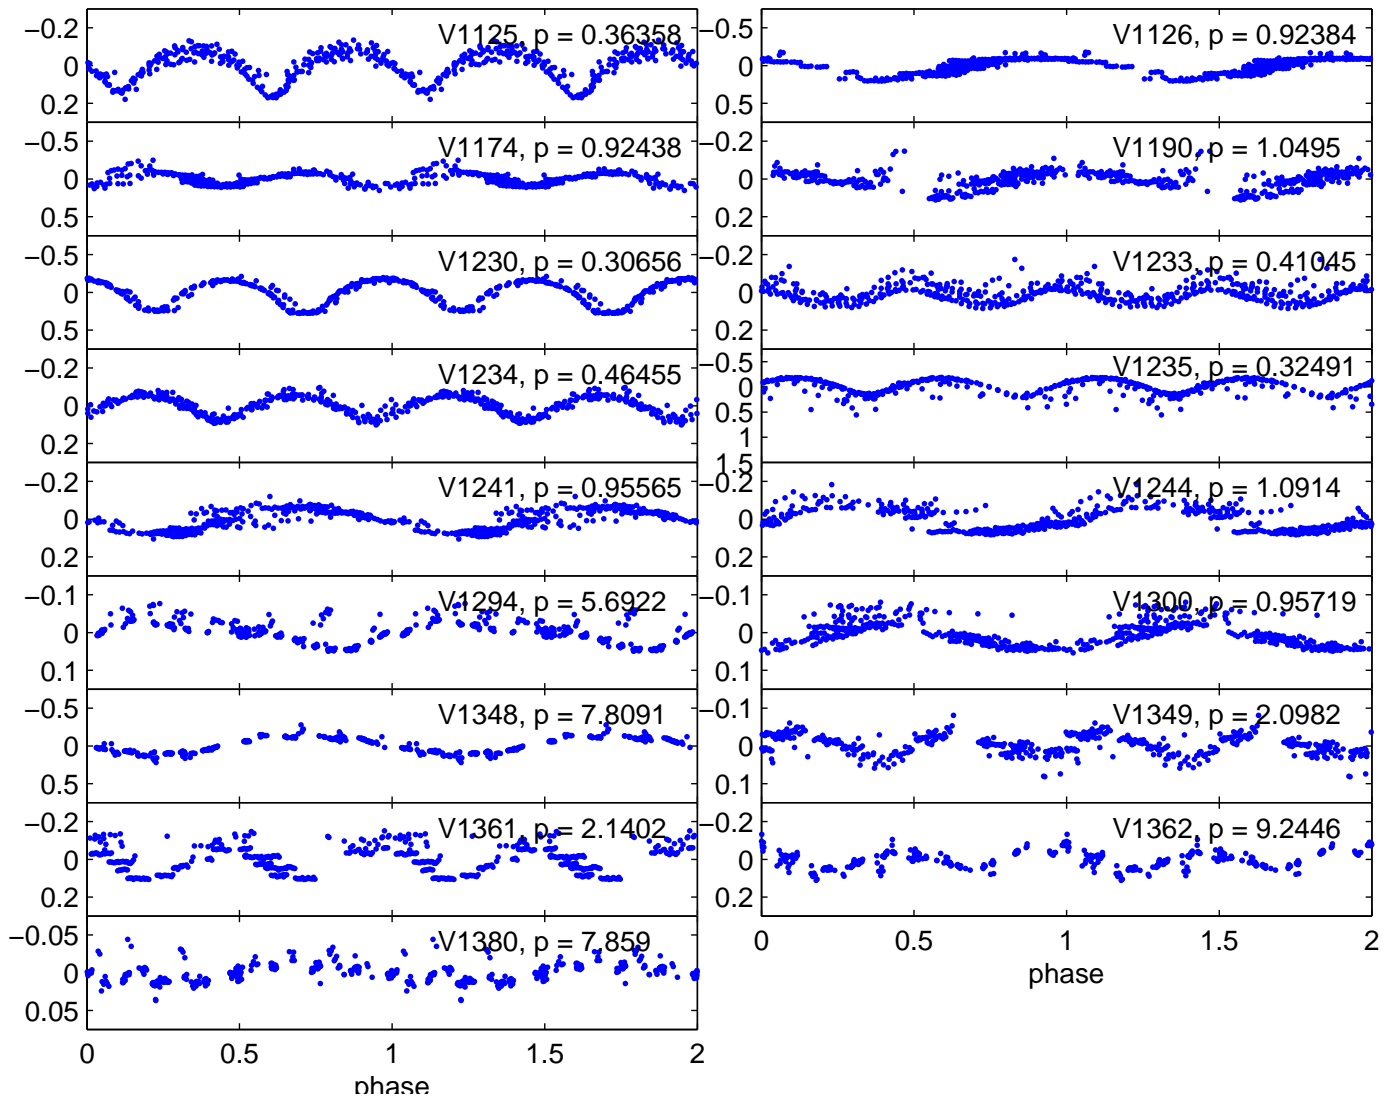 V1125, p = 0.36358
−0.2
0
0.2
V1126, p = 0.92384
−0.5
0
0.5
V1174, p = 0.92438
−0.5
0
0.5
V1190, p = 1.0495
−0.2
0
0.2
V1230, p = 0.30656
−0.5
0
0.5
V1233, p = 0.41045
−0.2
0
0.2
V1234, p = 0.46455
−0.2
0
0.2
V1235, p = 0.32491
−0.5
0
0.5
1
1.5
V1241, p = 0.95565
−0.2
0
0.2
V1244, p = 1.0914
−0.2
0
0.2
V1294, p = 5.6922
−0.1
0
0.1
V1300, p = 0.95719
−0.1
0
0.1
V1348, p = 7.8091
−0.5
0
0.5
V1349, p = 2.0982
−0.1
0
0.1
V1361, p = 2.1402
−0.2
0
0.2
V1362, p = 9.2446
−0.2
0
0.2
0 0.5 1 1.5 2
phase
V1380, p = 7.859
−0.05
0
0.05
0 0.5 1 1.5 2
phase